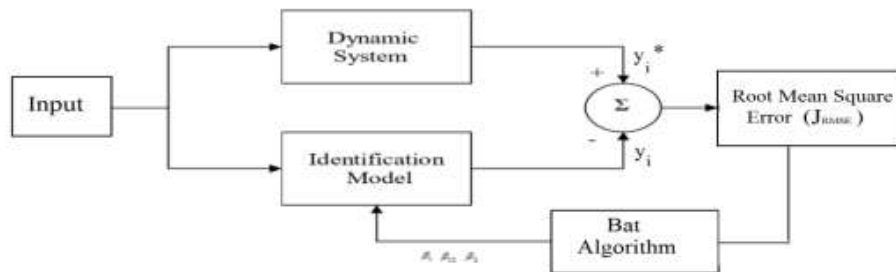 Dynamic
System
y_i*
+
Input
Σ
Root Mean Square
Error (J_RMSE)
-
y_i
Identification
Model
Bat
Algorithm